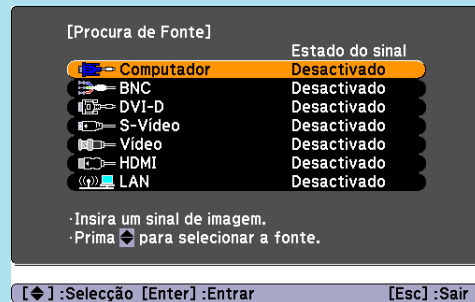 [Procura de Fonte]
Estado do sinal
Computador Desactivado
BNC Desactivado
DVI-D Desactivado
S-Vídeo Desactivado
Vídeo Desactivado
HDMI Desactivado
LAN Desactivado
·Insira um sinal de imagem.
·Prima para selecionar a fonte.
[ ] :Selecção [Enter] :Entrar [Esc] :Sair